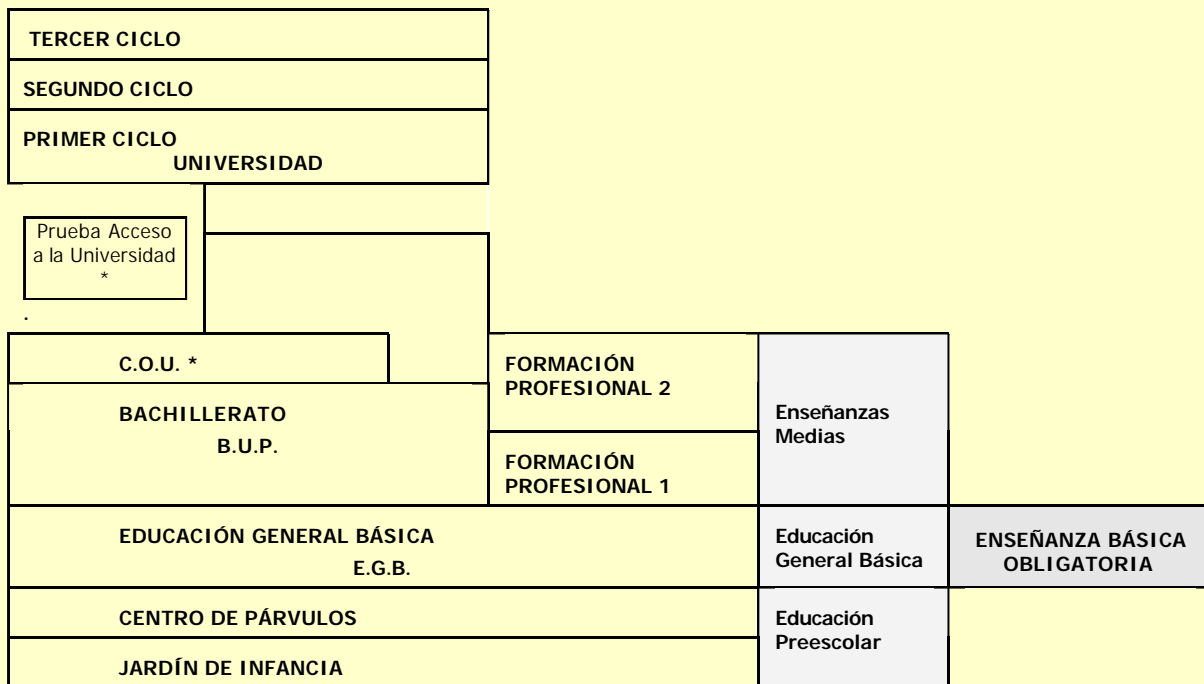 TERCER CICLO
SEGUNDO CICLO
PRIMER CICLO
UNIVERSIDAD
Prueba Acceso
a la Universidad
*
.
C.O.U. *
BACHILLERATO
B.U.P.
FORMACIÓN
PROFESIONAL 2
FORMACIÓN
PROFESIONAL 1
Enseñanzas
Medias
EDUCACIÓN GENERAL BÁSICA
E.G.B.
Educación
General Básica
ENSEÑANZA BÁSICA
OBLIGATORIA
CENTRO DE PÁRVULOS
JARDÍN DE INFANCIA
Educación
Preescolar